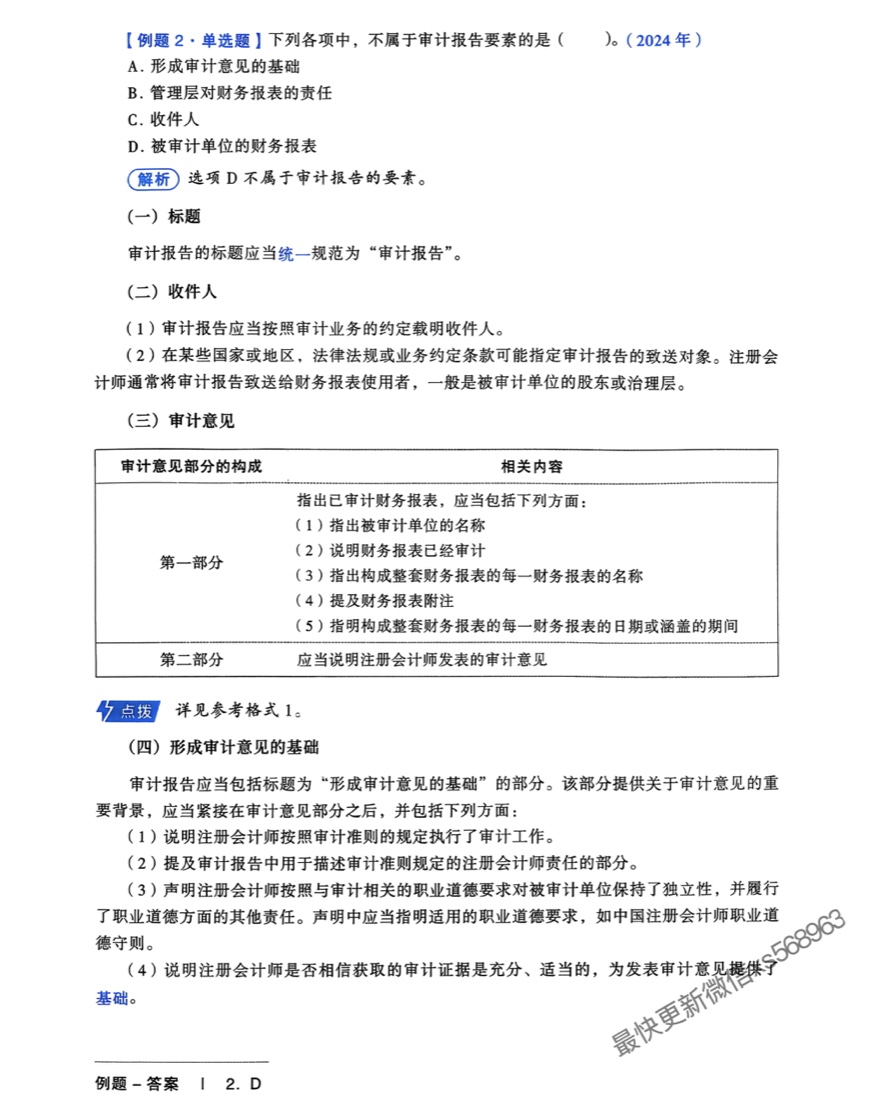 【例题 2·单选题】下列各项中，不属于审计报告要素的是（　　）。（2024 年）
A. 形成审计意见的基础
B. 管理层对财务报表的责任
C. 收件人
D. 被审计单位的财务报表
解析 选项 D 不属于审计报告的要素。
（一）标题
审计报告的标题应当统一规范为“审计报告”。
（二）收件人
（1）审计报告应当按照审计业务的约定载明收件人。
（2）在某些国家或地区，法律法规或业务约定条款可能指定审计报告的致送对象。注册会
计师通常将审计报告致送给财务报表使用者，一般是被审计单位的股东或治理层。
（三）审计意见
审计意见部分的构成 相关内容
指出已审计财务报表，应当包括下列方面：
（1）指出被审计单位的名称
（2）说明财务报表已经审计
第一部分
（3）指出构成整套财务报表的每一财务报表的名称
（4）提及财务报表附注
（5）指明构成整套财务报表的每一财务报表的日期或涵盖的期间
第二部分 应当说明注册会计师发表的审计意见
点拨 详见参考格式 1。
（四）形成审计意见的基础
审计报告应当包括标题为“形成审计意见的基础”的部分。该部分提供关于审计意见的重
要背景，应当紧接在审计意见部分之后，并包括下列方面：
（1）说明注册会计师按照审计准则的规定执行了审计工作。
（2）提及审计报告中用于描述审计准则规定的注册会计师责任的部分。
（3）声明注册会计师按照与审计相关的职业道德要求对被审计单位保持了独立性，并履行
了职业道德方面的其他责任。声明中应当指明适用的职业道德要求，如中国注册会计师职业道
德守则。
（4）说明注册会计师是否相信获取的审计证据是充分、适当的，为发表审计意见提供了
基础。
最快更新微信:s568963
例题 – 答案 | 2. D